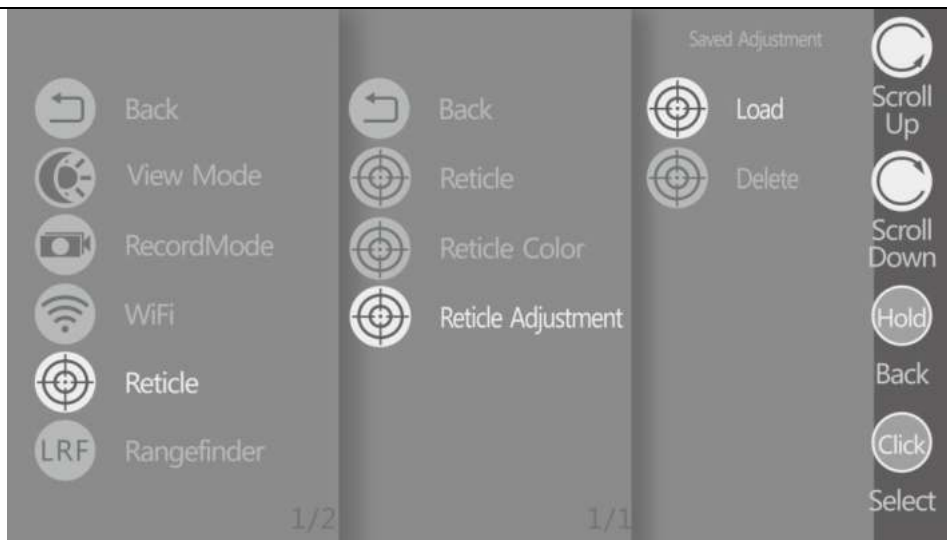 Back
View Mode
RecordMode
WiFi
Reticle
LRF Rangefinder
1/2
Back
Reticle
Reticle Color
Reticle Adjustment
1/1
Saved Adjustment
Load
Delete
Scroll
Up
Scroll
Down
Hold
Back
Click
Select